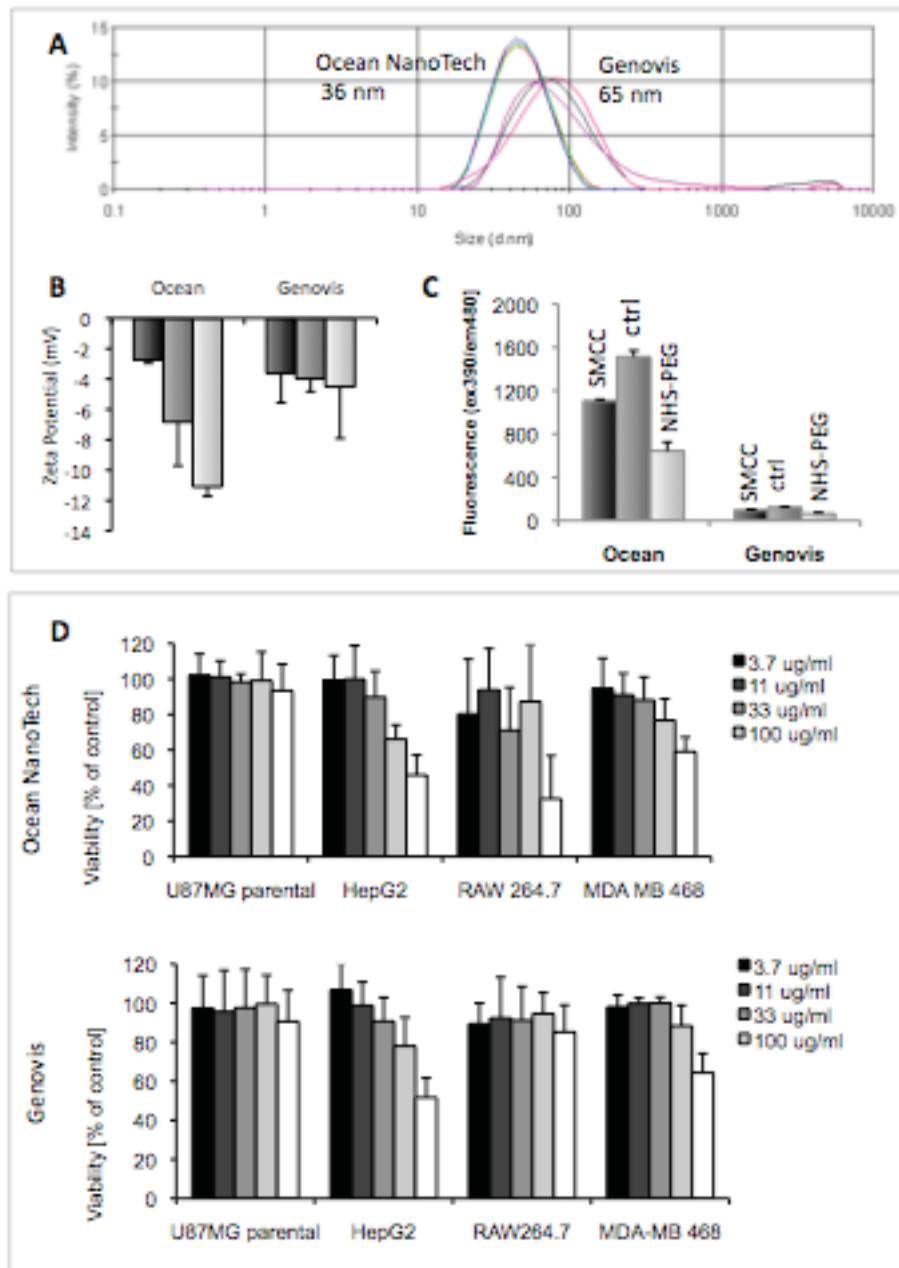 A
15
10
5
0
Intensity (%)
Ocean NanoTech
36 nm
Genovis
65 nm
0.1 1 10 100 1000 10000
Size (d.nm)
B
Ocean Genovis
0
-2
-4
-6
-8
-10
-12
-14
Zeta Potential (mV)
C
2000
1600
1200
800
400
0
Fluorescence (ex390/em480)
SMCC
ctrl
NHS-PEG
SMCC
ctrl
NHS-PEG
Ocean Genovis
D
Ocean NanoTech
Viability [% of control]
120
100
80
60
40
20
0
U87MG parental HepG2 RAW 264.7 MDA MB 468
3.7 ug/ml
11 ug/ml
33 ug/ml
100 ug/ml
Genovis
Viability [% of control]
120
100
80
60
40
20
0
U87MG parental HepG2 RAW264.7 MDA-MB 468
3.7 ug/ml
11 ug/ml
33 ug/ml
100 ug/ml